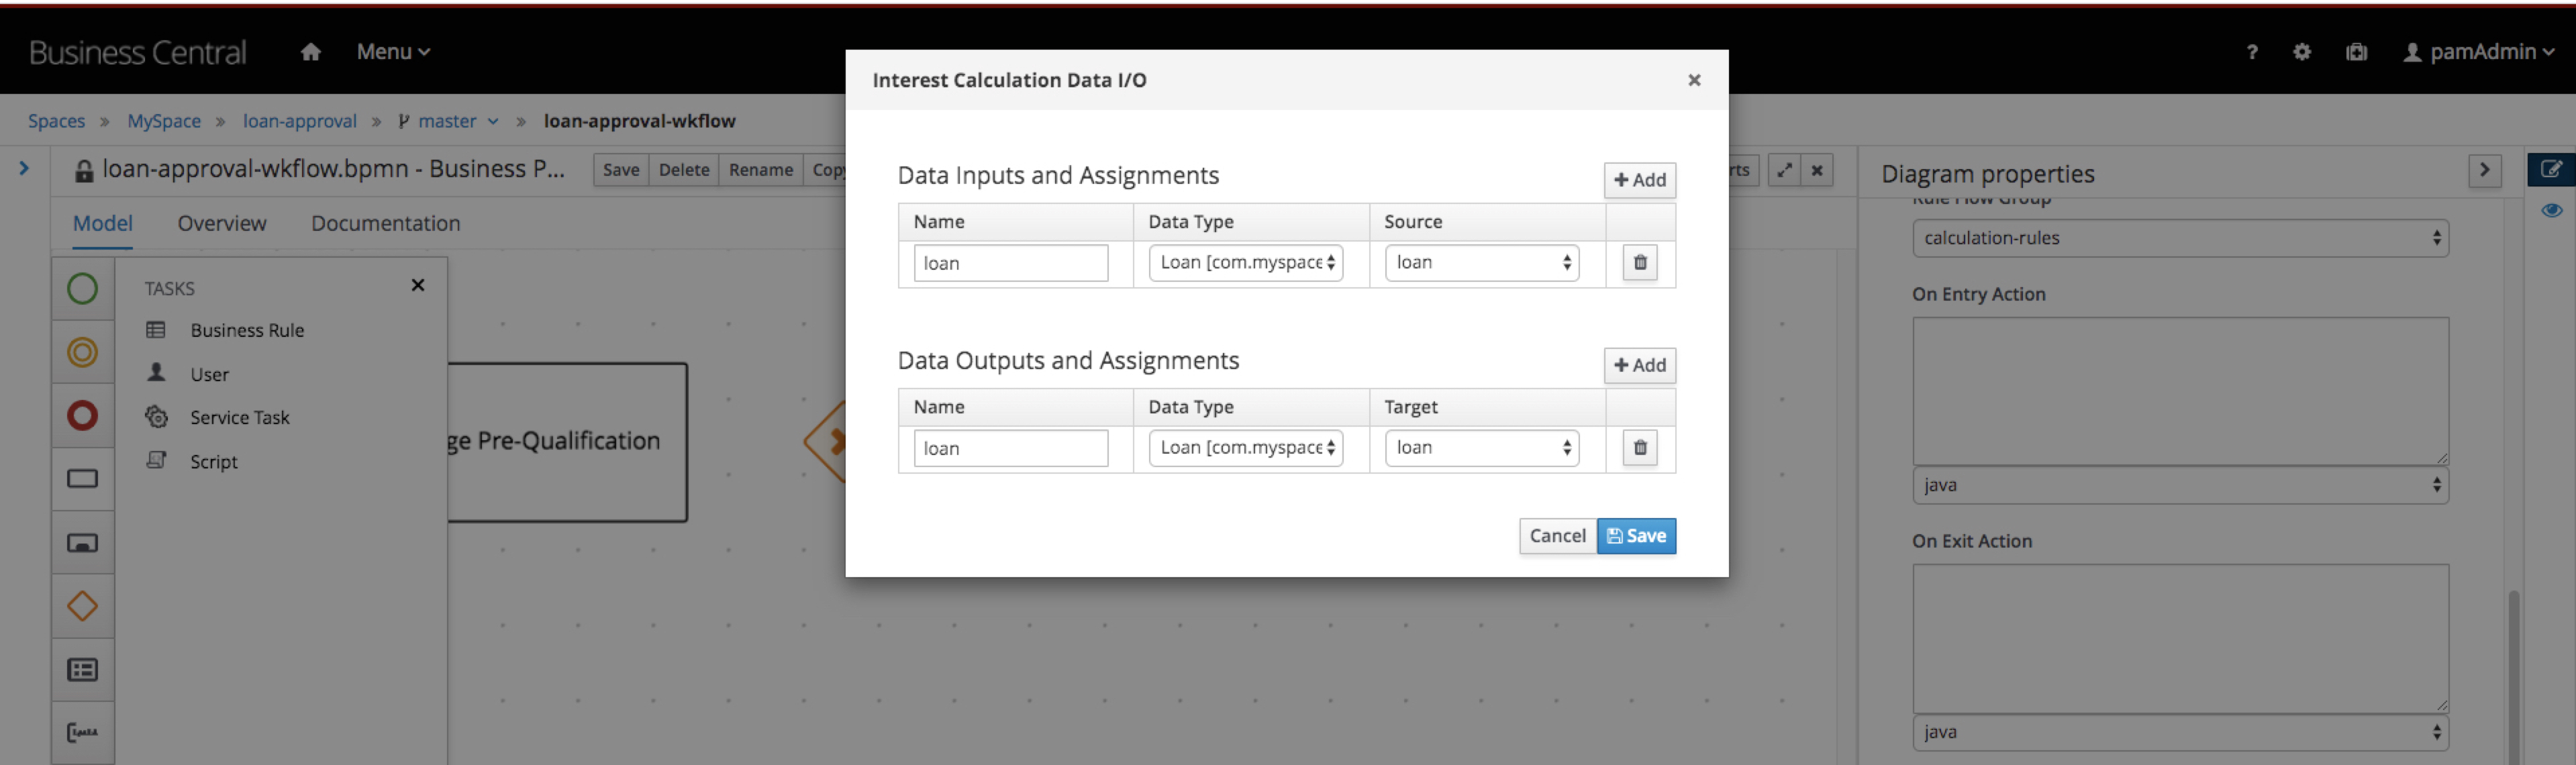 Business Central Menu ? pamAdmin
Spaces » MySpace » loan-approval » master » loan-approval-wkflow
loan-approval-wkflow.bpmn - Business P... Save Delete Rename
Model Overview Documentation
TASKS
Business Rule
User
Service Task
Script
Pre-Qualification
Interest Calculation Data I/O ×
Data Inputs and Assignments
+ Add
Name Data Type Source
loan Loan [com.myspace loan
Data Outputs and Assignments
+ Add
Name Data Type Target
loan Loan [com.myspace loan
Cancel Save
Diagram properties
Rule Flow Group
calculation-rules
On Entry Action
java
On Exit Action
java